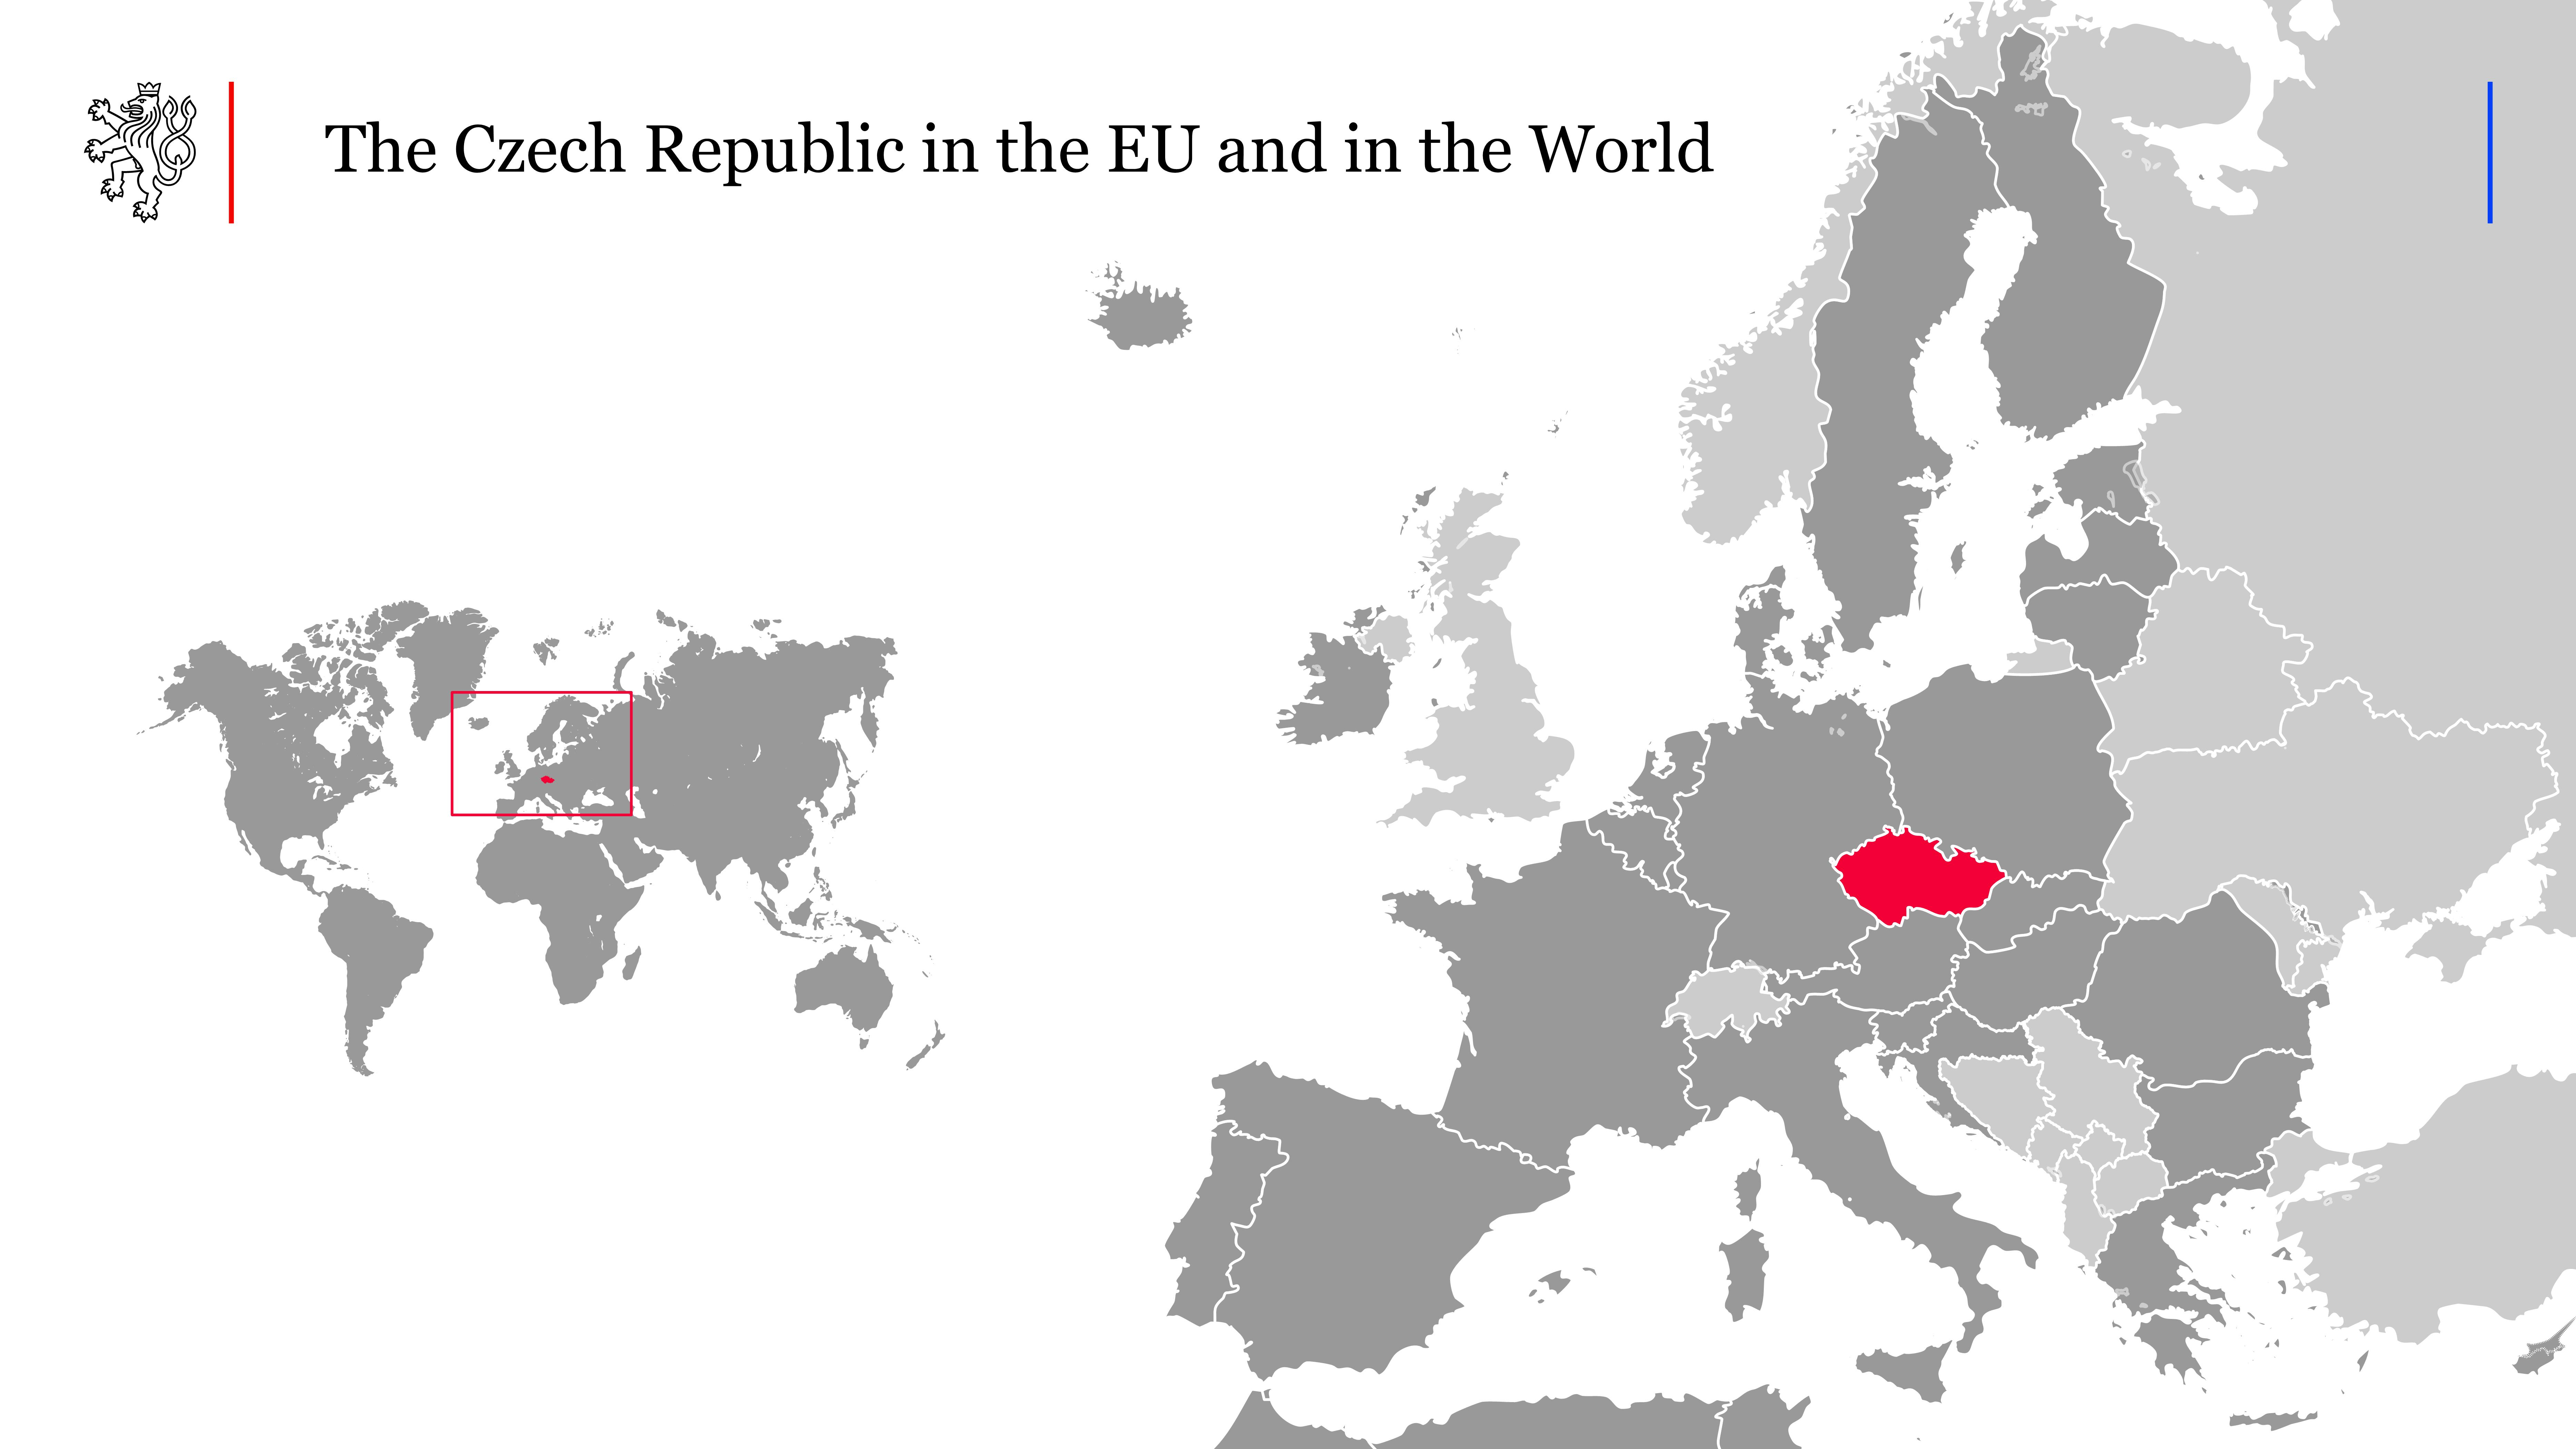 The Czech Republic in the EU and in the World